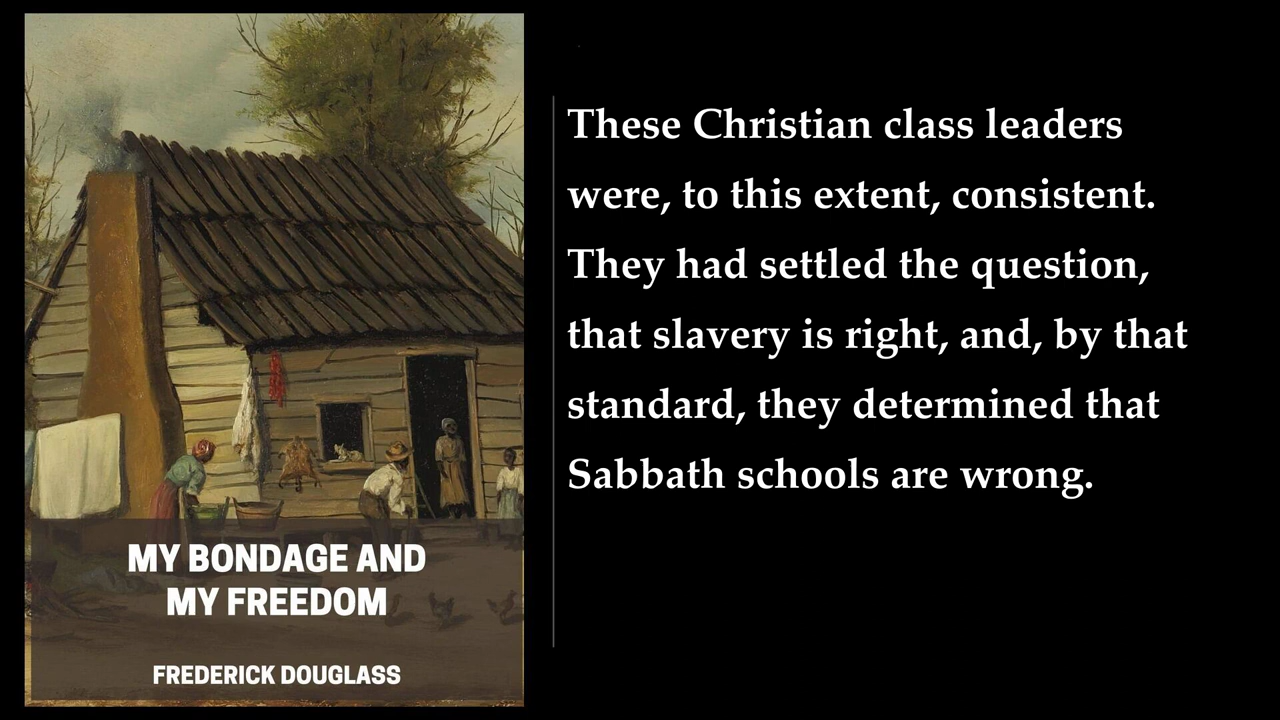 MY BONDAGE AND
MY FREEDOM
FREDERICK DOUGLASS
These Christian class leaders
were, to this extent, consistent.
They had settled the question,
that slavery is right, and, by that
standard, they determined that
Sabbath schools are wrong.